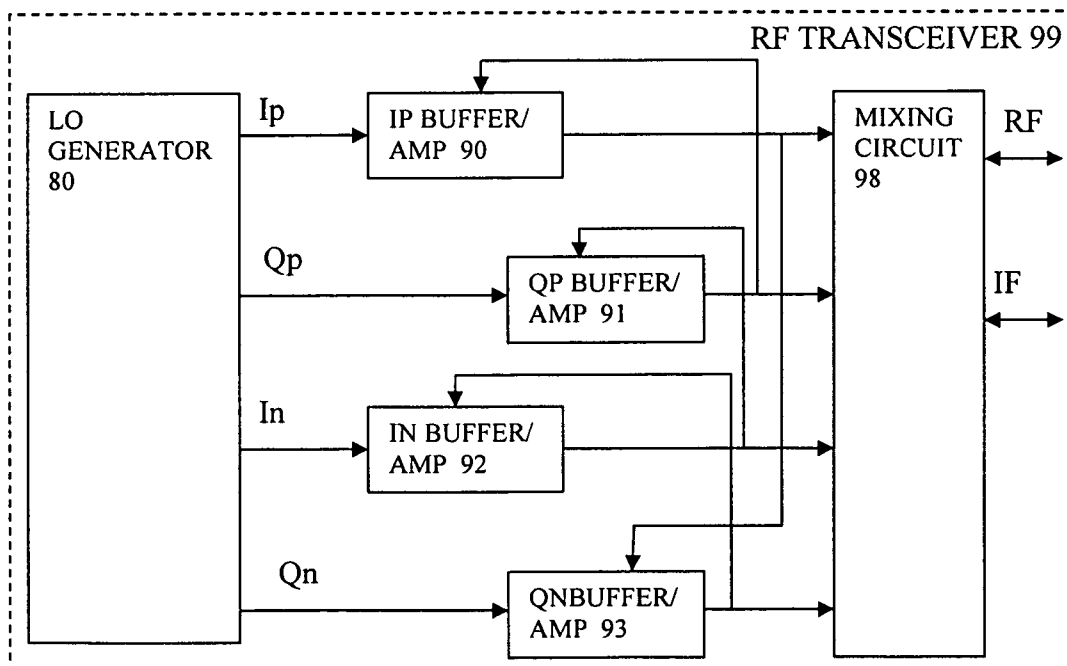 RF TRANSCEIVER 99
LO
GENERATOR
80
Ip
IP BUFFER/
AMP 90
MIXING
CIRCUIT
98
RF
Qp
QP BUFFER/
AMP 91
IF
In
IN BUFFER/
AMP 92
Qn
QNBUFFER/
AMP 93